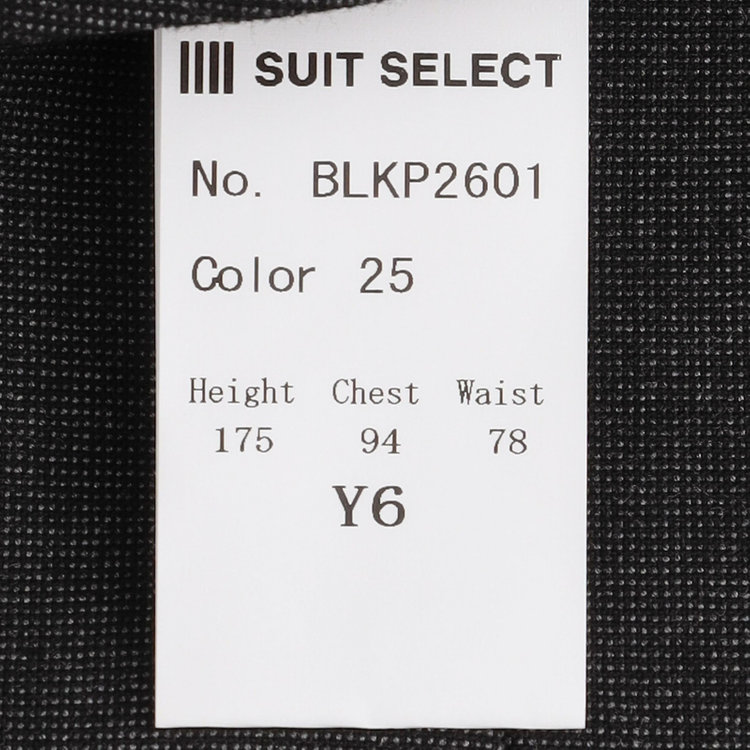 SUIT SELECT
No. BLKP2601
Color 25
Height Chest Waist
175 94 78
Y6